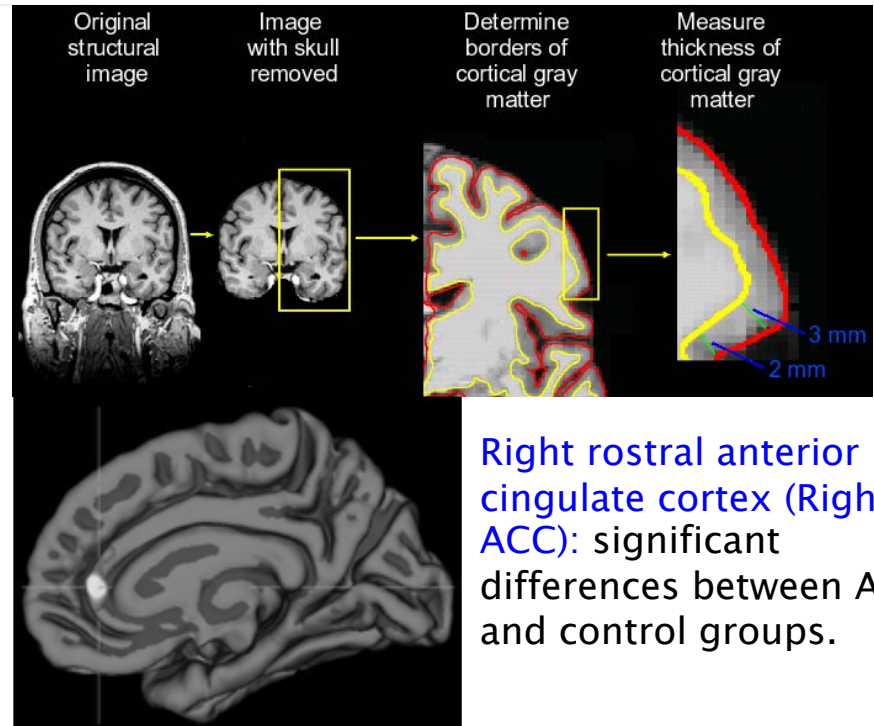 Original
structural
image
Image
with skull
removed
Determine
borders of
cortical gray
matter
Measure
thickness of
cortical gray
matter
3 mm
2 mm
Right rostral anterior
cingulate cortex (Righ
ACC): significant
differences between A
and control groups.